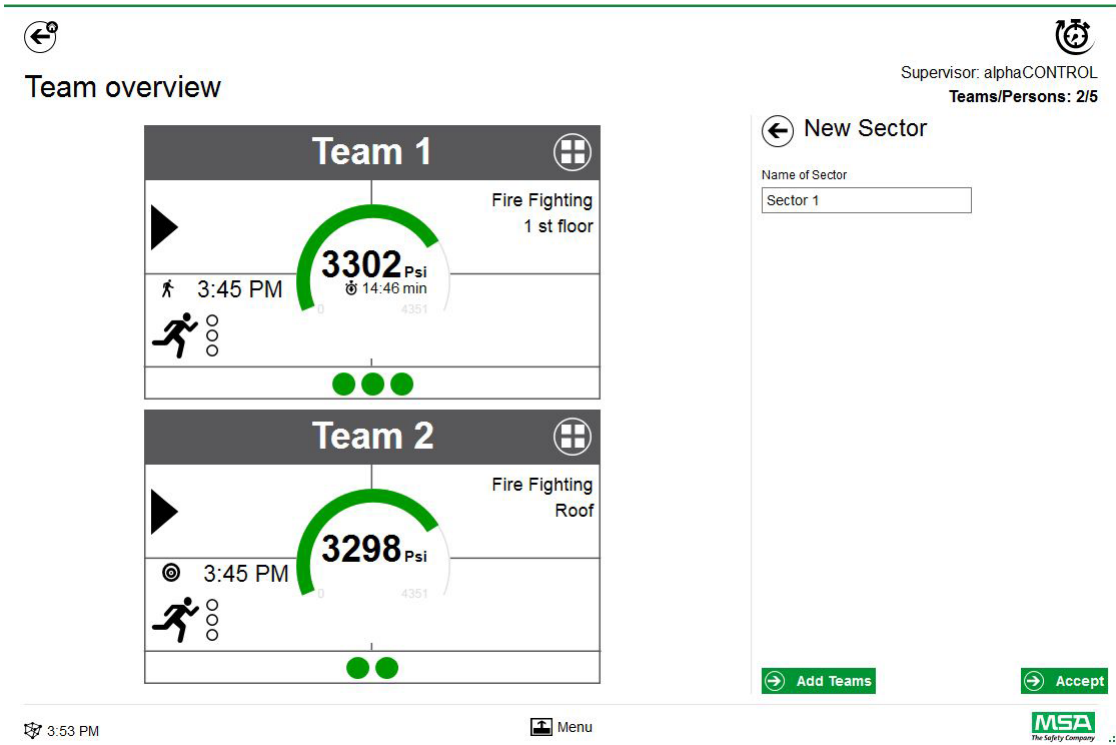 Supervisor: alphaCONTROL
Team overview
Teams/Persons: 2/5
Team 1
Fire Fighting
1 st floor
3302 Psi
14:46 min
3:45 PM
0 4351
Team 2
Fire Fighting
Roof
3298 Psi
3:45 PM
0 4351
New Sector
Name of Sector
Sector 1
Add Teams
Accept
3:53 PM
Menu
MSA
The Safety Company